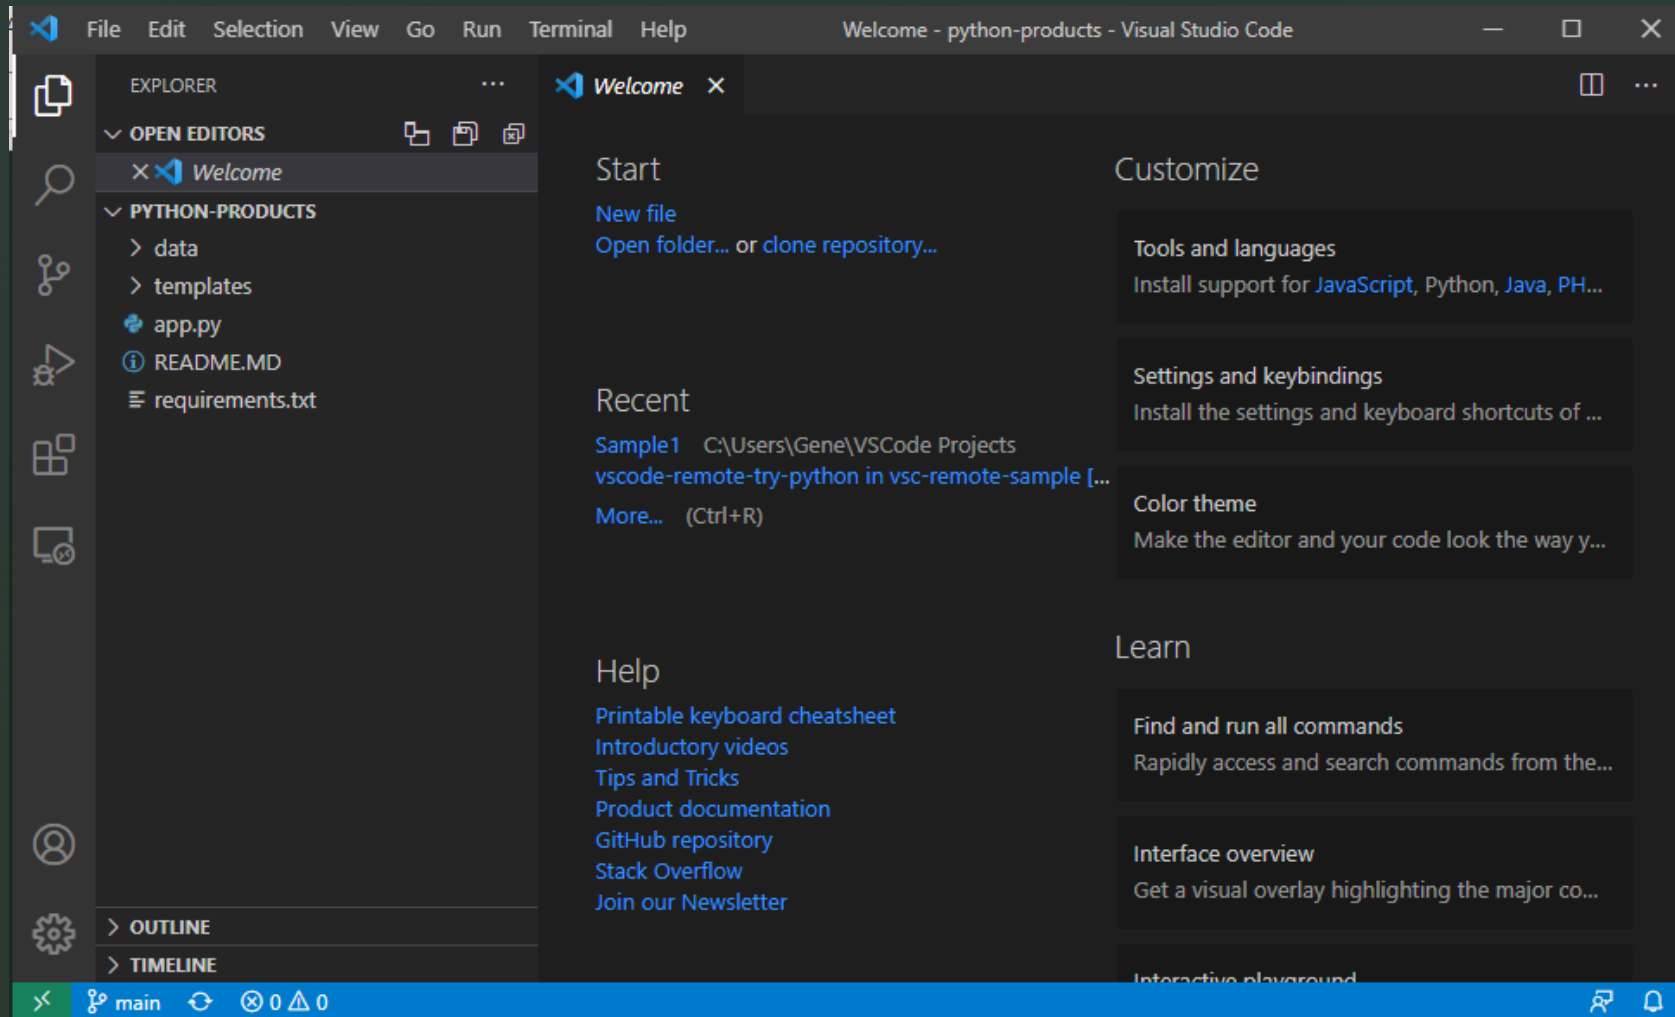 File Edit Selection View Go Run Terminal Help Welcome - python-products - Visual Studio Code
EXPLORER
OPEN EDITORS
Welcome
PYTHON-PRODUCTS
data
templates
app.py
README.MD
requirements.txt
OUTLINE
TIMELINE
Welcome
Start
New file
Open folder... or clone repository...
Recent
Sample1 C:\Users\Gene\VSCode Projects
vscode-remote-try-python in vsc-remote-sample [...
More... (Ctrl+R)
Help
Printable keyboard cheatsheet
Introductory videos
Tips and Tricks
Product documentation
GitHub repository
Stack Overflow
Join our Newsletter
Customize
Tools and languages
Install support for JavaScript, Python, Java, PH...
Settings and keybindings
Install the settings and keyboard shortcuts of ...
Color theme
Make the editor and your code look the way y...
Learn
Find and run all commands
Rapidly access and search commands from the...
Interface overview
Get a visual overlay highlighting the major co...
Interactive playground
main 0 0